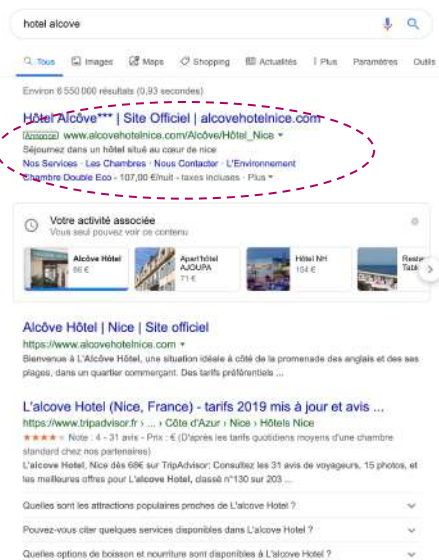 hotel alcove
Tous Images Maps Shopping Actualités Plus Paramètres Outils
Environ 6 550 000 résultats (0,93 secondes)
Hôtel Alcôve*** | Site Officiel | alcovehotelnice.com
Annonce www.alcovehotelnice.com/Alcôve/Hôtel_Nice
Séjournez dans un hôtel situé au cœur de nice
Nos Services · Les Chambres · Nous Contacter · L'Environnement
Chambre Double Eco - 107,00 €/nuit - taxes incluses · Plus
Votre activité associée
Vous seul pouvez voir ce contenu
Alcôve Hôtel
66 €
Apart'hôtel
AJOUPA
71 €
Hôtel NH
104 €
Resta
Table
Alcôve Hôtel | Nice | Site officiel
https://www.alcovehotelnice.com
Bienvenue à L'Alcôve Hôtel, une situation idéale à côté de la promenade des anglais et des ses
plages, dans un quartier commerçant. Des tarifs préférentiels ...
L'alcove Hotel (Nice, France) - tarifs 2019 mis à jour et avis ...
https://www.tripadvisor.fr › ... › Côte d'Azur › Nice › Hôtels Nice
★★★★ Note : 4 - 31 avis - Prix : € (D'après les tarifs quotidiens moyens d'une chambre
standard chez nos partenaires)
L'alcove Hotel, Nice dès 68€ sur TripAdvisor: Consultez les 31 avis de voyageurs, 15 photos, et
les meilleures offres pour L'alcove Hotel, classé n°130 sur 203 ...
Quelles sont les attractions populaires proches de L'alcove Hotel ?
Pouvez-vous citer quelques services disponibles dans L'alcove Hotel ?
Quelles options de boisson et nourriture sont disponibles à L'alcove Hotel ?